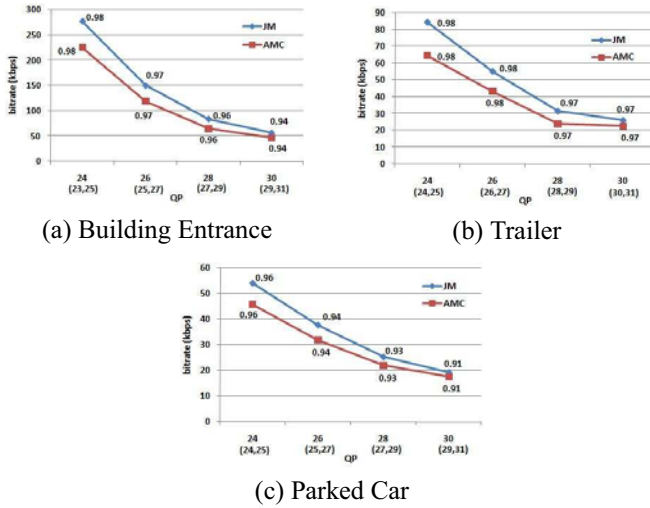 300
250
200
150
100
50
0
bitrate (kbps)
0.98
0.98
0.97
0.97
0.96
0.96
0.94
0.94
JM
AMC
24 26 28 30
(23,25) (25,27) (27,29) (29,31)
QP
(a) Building Entrance
90
80
70
60
50
40
30
20
10
0
bitrate (kbps)
0.98
0.98
0.98
0.98
0.97
0.97
0.97
0.97
JM
AMC
24 26 28 30
(24,25) (26,27) (28,29) (30,31)
QP
(b) Trailer
60
50
40
30
20
10
0
bitrate (kbps)
0.96
0.96
0.94
0.94
0.93
0.93
0.91
0.91
JM
AMC
24 26 28 30
(24,25) (25,27) (27,29) (29,31)
QP
(c) Parked Car